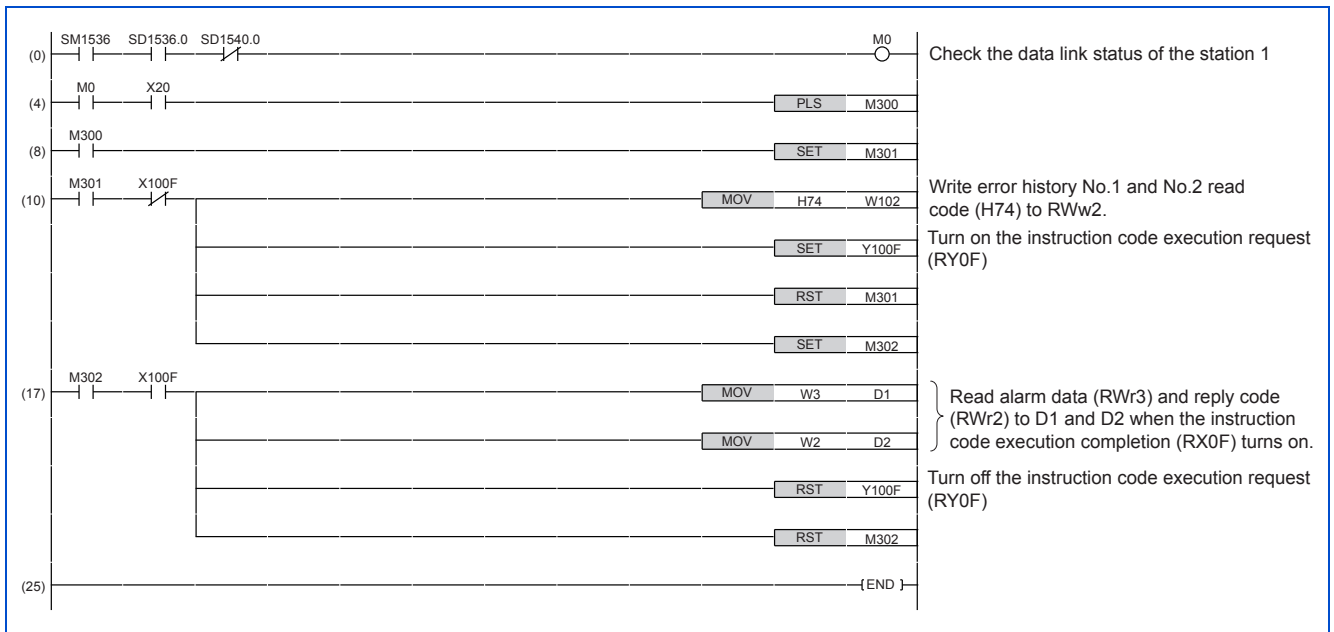 SM1536 SD1536.0 SD1540.0 M0
(0) Check the data link status of the station 1
M0 X20
(4) PLS M300
M300
(8) SET M301
M301 X100F
(10) MOV H74 W102
Write error history No.1 and No.2 read
code (H74) to RWw2.
SET Y100F
Turn on the instruction code execution request
(RY0F)
RST M301
SET M302
M302 X100F
(17) MOV W3 D1
MOV W2 D2
Read alarm data (RWr3) and reply code
(RWr2) to D1 and D2 when the instruction
code execution completion (RX0F) turns on.
RST Y100F
Turn off the instruction code execution request
(RY0F)
RST M302
(25) END